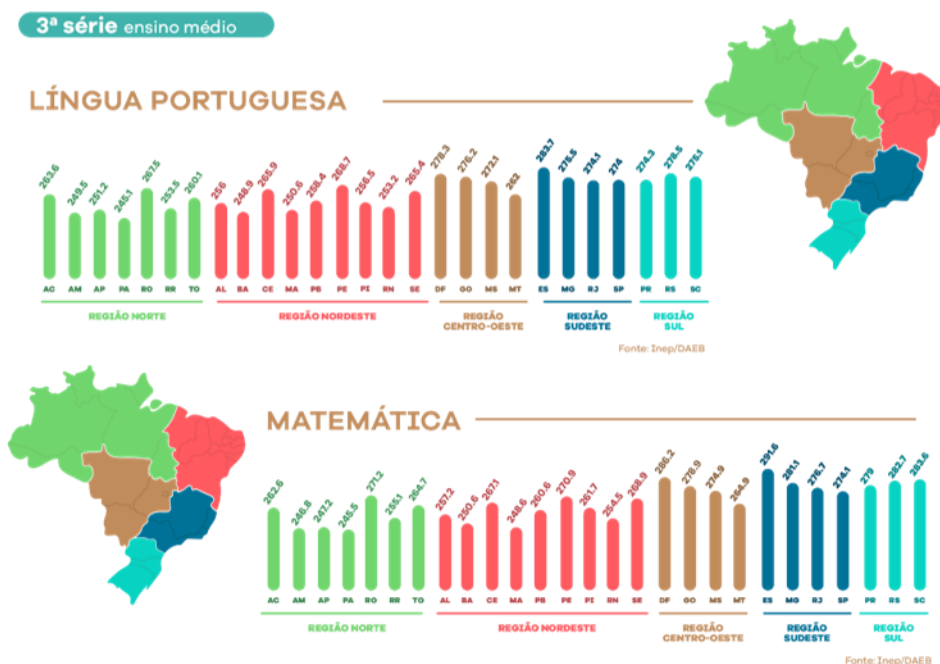 3ª série ensino médio
LÍNGUA PORTUGUESA
263.6 249.5 251.2 245.1 267.5 253.5 260.1 256 248.9 265.9 250.6 258.4 268.7 256.5 253.2 265.4 278.3 276.2 272.1 262 283.7 275.5 274.1 274 274.3 278.5 275.1
AC AM AP PA RO RR TO AL BA CE MA PB PE PI RN SE DF GO MS MT ES MG RJ SP PR RS SC
REGIÃO NORTE REGIÃO NORDESTE REGIÃO CENTRO-OESTE REGIÃO SUDESTE REGIÃO SUL
Fonte: Inep/DAEB
MATEMÁTICA
262.6 246.8 247.2 245.5 271.2 255.1 264.7 257.2 250.6 267.1 248.6 260.6 270.9 261.7 254.5 268.9 286.2 278.9 274.9 264.9 291.6 281.1 276.7 274.1 279 282.7 283.6
AC AM AP PA RO RR TO AL BA CE MA PB PE PI RN SE DF GO MS MT ES MG RJ SP PR RS SC
REGIÃO NORTE REGIÃO NORDESTE REGIÃO CENTRO-OESTE REGIÃO SUDESTE REGIÃO SUL
Fonte: Inep/DAEB